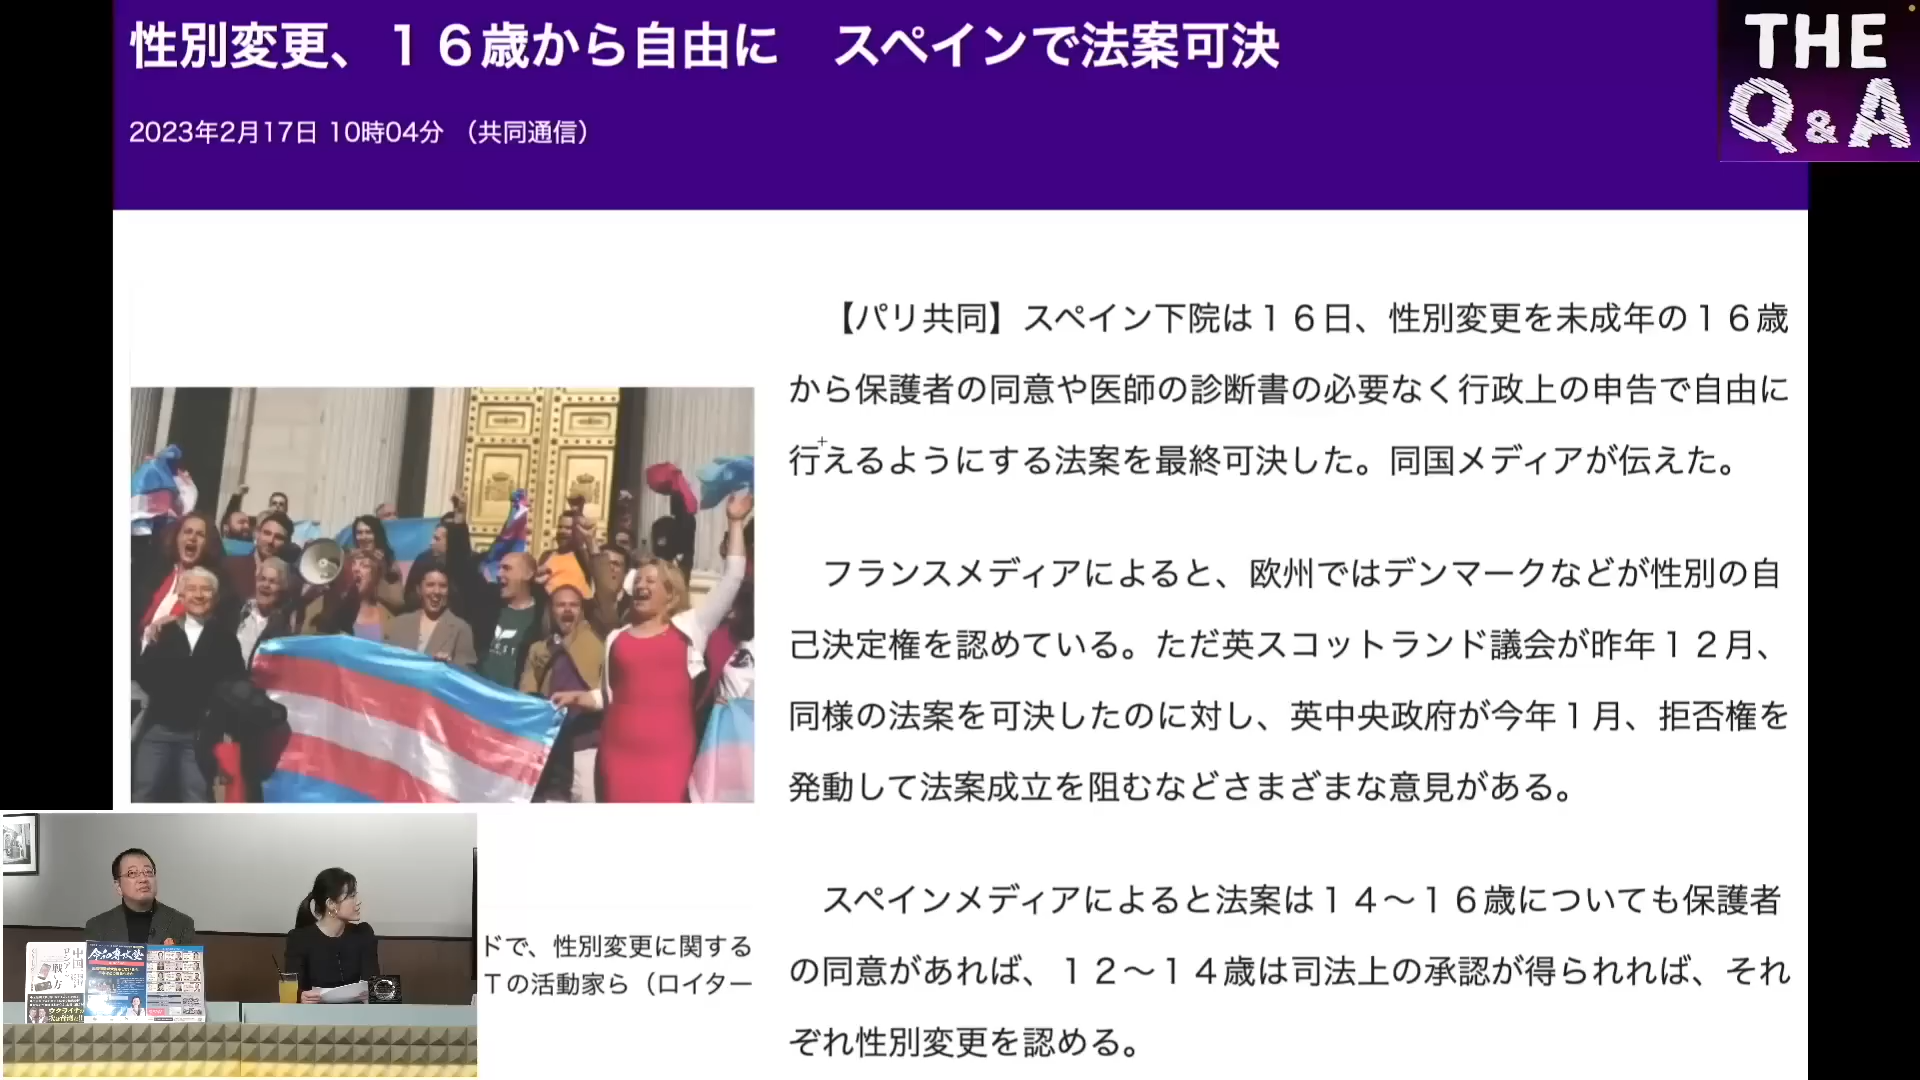 性別変更、１６歳から自由に　スペインで法案可決
THE
Q&A
2023年2月17日 10時04分 （共同通信）
【パリ共同】スペイン下院は１６日、性別変更を未成年の１６歳
から保護者の同意や医師の診断書の必要なく行政上の申告で自由に
行えるようにする法案を最終可決した。同国メディアが伝えた。
フランスメディアによると、欧州ではデンマークなどが性別の自
己決定権を認めている。ただ英スコットランド議会が昨年１２月、
同様の法案を可決したのに対し、英中央政府が今年１月、拒否権を
発動して法案成立を阻むなどさまざまな意見がある。
スペインメディアによると法案は１４～１６歳についても保護者
の同意があれば、１２～１４歳は司法上の承認が得られれば、それ
ぞれ性別変更を認める。
ドで、性別変更に関する
Ｔの活動家ら（ロイター